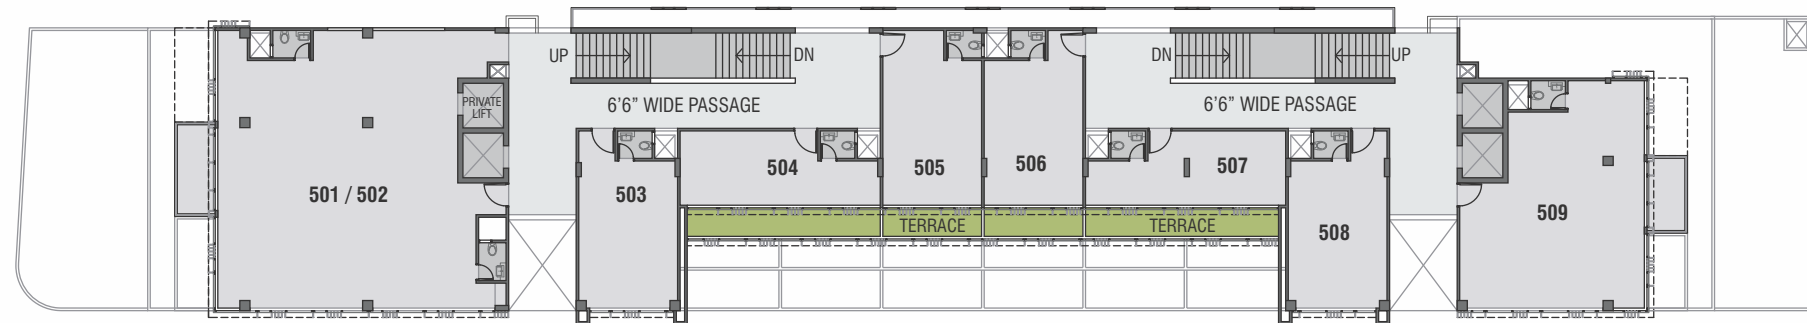 UP
DN
DN
UP
PRIVATE
LIFT
6'6" WIDE PASSAGE
6'6" WIDE PASSAGE
501 / 502
503
504
505
506
507
508
509
TERRACE
TERRACE